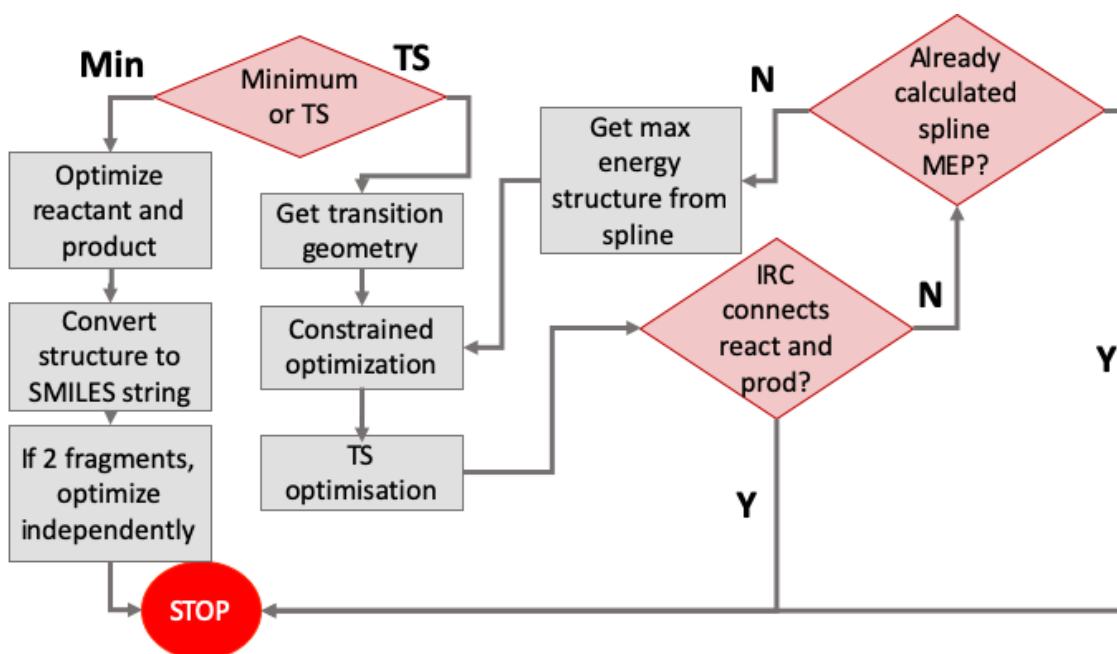 Min
Minimum
or TS
TS
Optimize
reactant and
product
Convert
structure to
SMILES string
If 2 fragments,
optimize
independently
STOP
Get transition
geometry
Constrained
optimization
TS
optimisation
Get max
energy
structure from
spline
N
Already
calculated
spline
MEP?
IRC
connects
react and
prod?
N
Y
Y